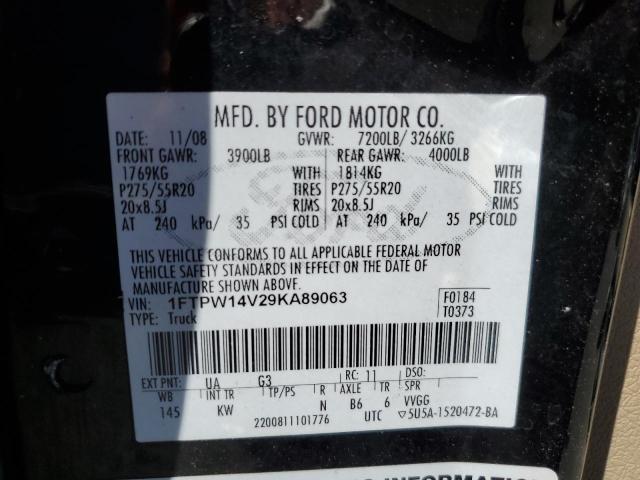 MFD. BY FORD MOTOR CO.
DATE: 11/08 GVWR: 7200LB/ 3266KG
FRONT GAWR: 3900LB REAR GAWR: 4000LB
1769KG WITH 1814KG WITH
P275/55R20 TIRES P275/55R20 TIRES
20x8.5J RIMS 20x8.5J RIMS
AT 240 kPa/ 35 PSI COLD AT 240 kPa/ 35 PSI COLD
THIS VEHICLE CONFORMS TO ALL APPLICABLE FEDERAL MOTOR
VEHICLE SAFETY STANDARDS IN EFFECT ON THE DATE OF
MANUFACTURE SHOWN ABOVE.
VIN: 1FTPW14V29KA89063 F0184
TYPE: Truck T0373
EXT PNT: UA G3 RC: 11 DSO:
WB INT TR TP/PS R AXLE TR SPR
145 KW N B6 6 VVGG
2200811101776 UTC ▽5U5A-1520472-BA
INFORMATION